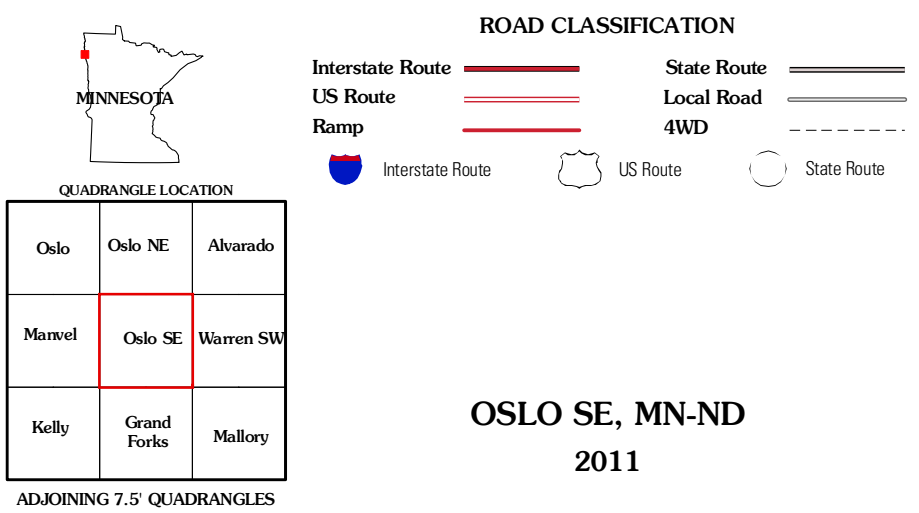 MINNESOTA
QUADRANGLE LOCATION
ROAD CLASSIFICATION
Interstate Route
State Route
US Route
Local Road
Ramp
4WD
Interstate Route
US Route
State Route
Oslo
Oslo NE
Alvarado
Manvel
Oslo SE
Warren SW
Kelly
Grand
Forks
Mallory
ADJOINING 7.5' QUADRANGLES
OSLO SE, MN-ND
2011